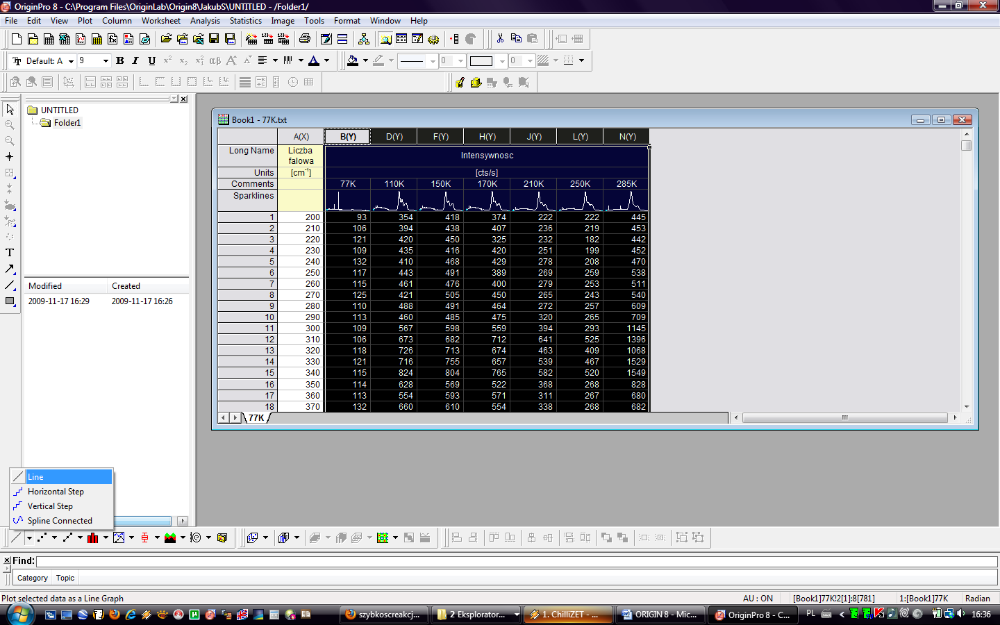 OriginPro 8 - C:\Program Files\OriginLab\Origin8\JakubS\UNTITLED - /Folder1/
File Edit View Plot Column Worksheet Analysis Statistics Image Tools Format Window Help
Default: A 9 B I U 0 0
UNTITLED
Folder1
Modified Created
2009-11-17 16:29 2009-11-17 16:26
Book1 - 77K.txt
A(X) B(Y) D(Y) F(Y) H(Y) J(Y) L(Y) N(Y)
Long Name Liczba falowa Intensywnosc
Units [cm-1] [cts/s]
Comments 77K 110K 150K 170K 210K 250K 285K
Sparklines
1 200 93 354 418 374 222 222 445
2 210 106 394 438 407 236 219 453
3 220 121 420 450 325 232 182 442
4 230 109 435 416 420 251 199 452
5 240 132 410 468 429 278 208 470
6 250 117 443 491 389 269 259 538
7 260 115 461 476 400 279 253 511
8 270 125 421 505 450 265 243 540
9 280 110 488 491 464 272 257 609
10 290 113 460 485 475 320 265 709
11 300 109 567 598 559 394 293 1145
12 310 106 673 682 712 641 525 1396
13 320 118 726 713 674 463 409 1068
14 330 121 716 755 657 539 467 1529
15 340 115 824 804 765 582 520 1549
16 350 114 628 569 522 368 268 828
17 360 113 554 593 571 311 267 680
18 370 132 660 610 554 338 268 682
77K
Line
Horizontal Step
Vertical Step
Spline Connected
Find:
Category Topic
Plot selected data as a Line Graph AU : ON [Book1]77K!2[1]:8[781] 1:[Book1]77K Radian
szybkoscreakcj... 2 Eksplorator... 1. ChilliZET - ... ORIGIN 8 - Mic... OriginPro 8 - C... PL 16:36